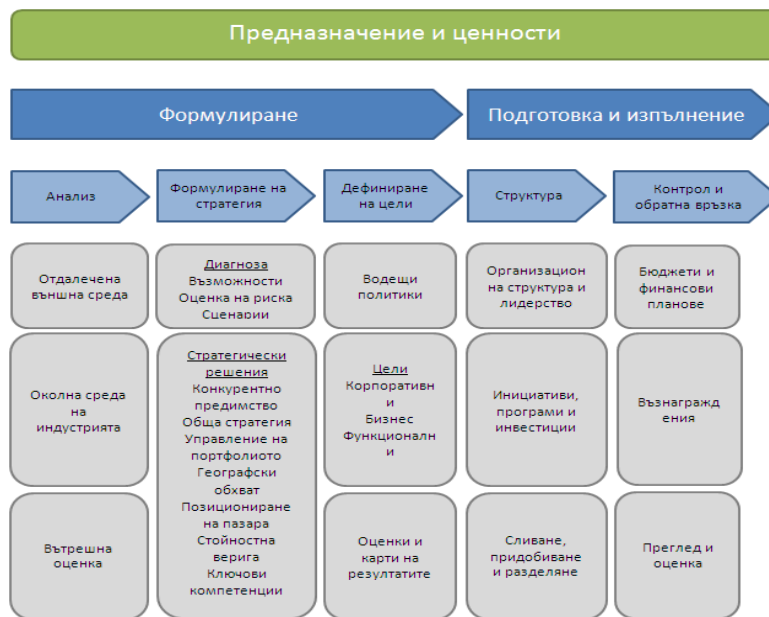 Предназначение и ценности
Формулиране
Подготовка и изпълнение
Анализ
Формулиране на
стратегия
Дефиниране
на цели
Структура
Контрол и
обратна връзка
Отдалечена
външна среда
Диагноза
Възможности
Оценка на риска
Сценарии
Водещи
политики
Организацион
на структура и
лидерство
Бюджети и
финансови
планове
Околна среда
на
индустрията
Стратегически
решения
Конкурентно
предимство
Обща стратегия
Управление на
портфолиото
Географски
обхват
Позициониране
на пазара
Стойностна
верига
Ключови
компетенции
Цели
Корпоративн
и
Бизнес
Функционалн
и
Инициативи,
програми и
инвестиции
Възнагражд
ения
Вътрешна
оценка
Оценки и
карти на
резултатите
Сливане,
придобиване
и разделяне
Преглед и
оценка